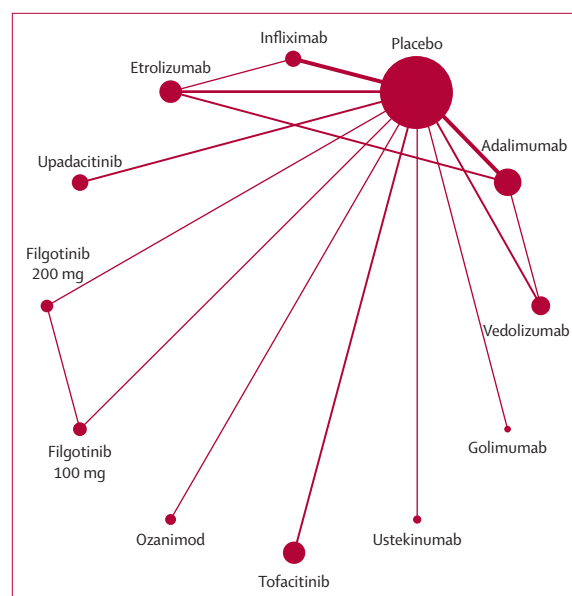 Infliximab
Placebo
Etrolizumab
Adalimumab
Upadacitinib
Filgotinib
200 mg
Vedolizumab
Filgotinib
100 mg
Golimumab
Ozanimod
Ustekinumab
Tofacitinib